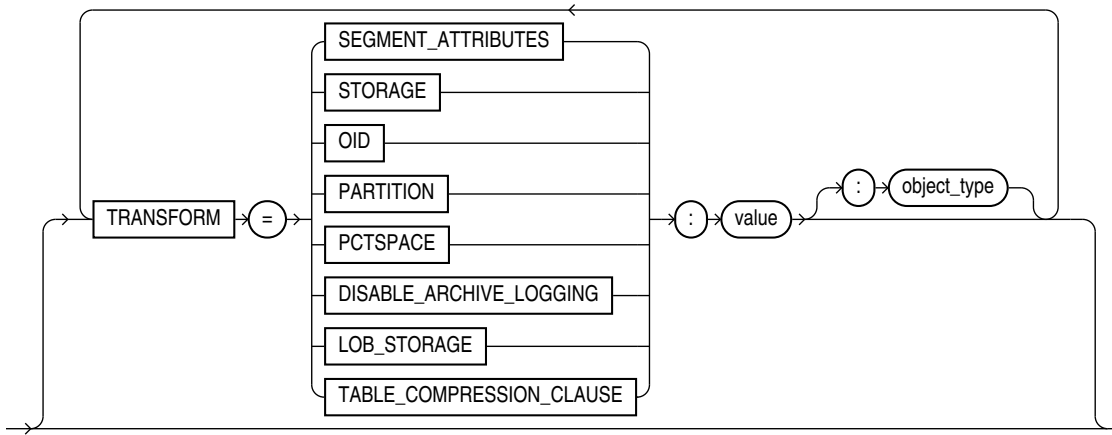 SEGMENT_ATTRIBUTES
STORAGE
OID
PARTITION
TRANSFORM = : value : object_type
PCTSPACE
DISABLE_ARCHIVE_LOGGING
LOB_STORAGE
TABLE_COMPRESSION_CLAUSE